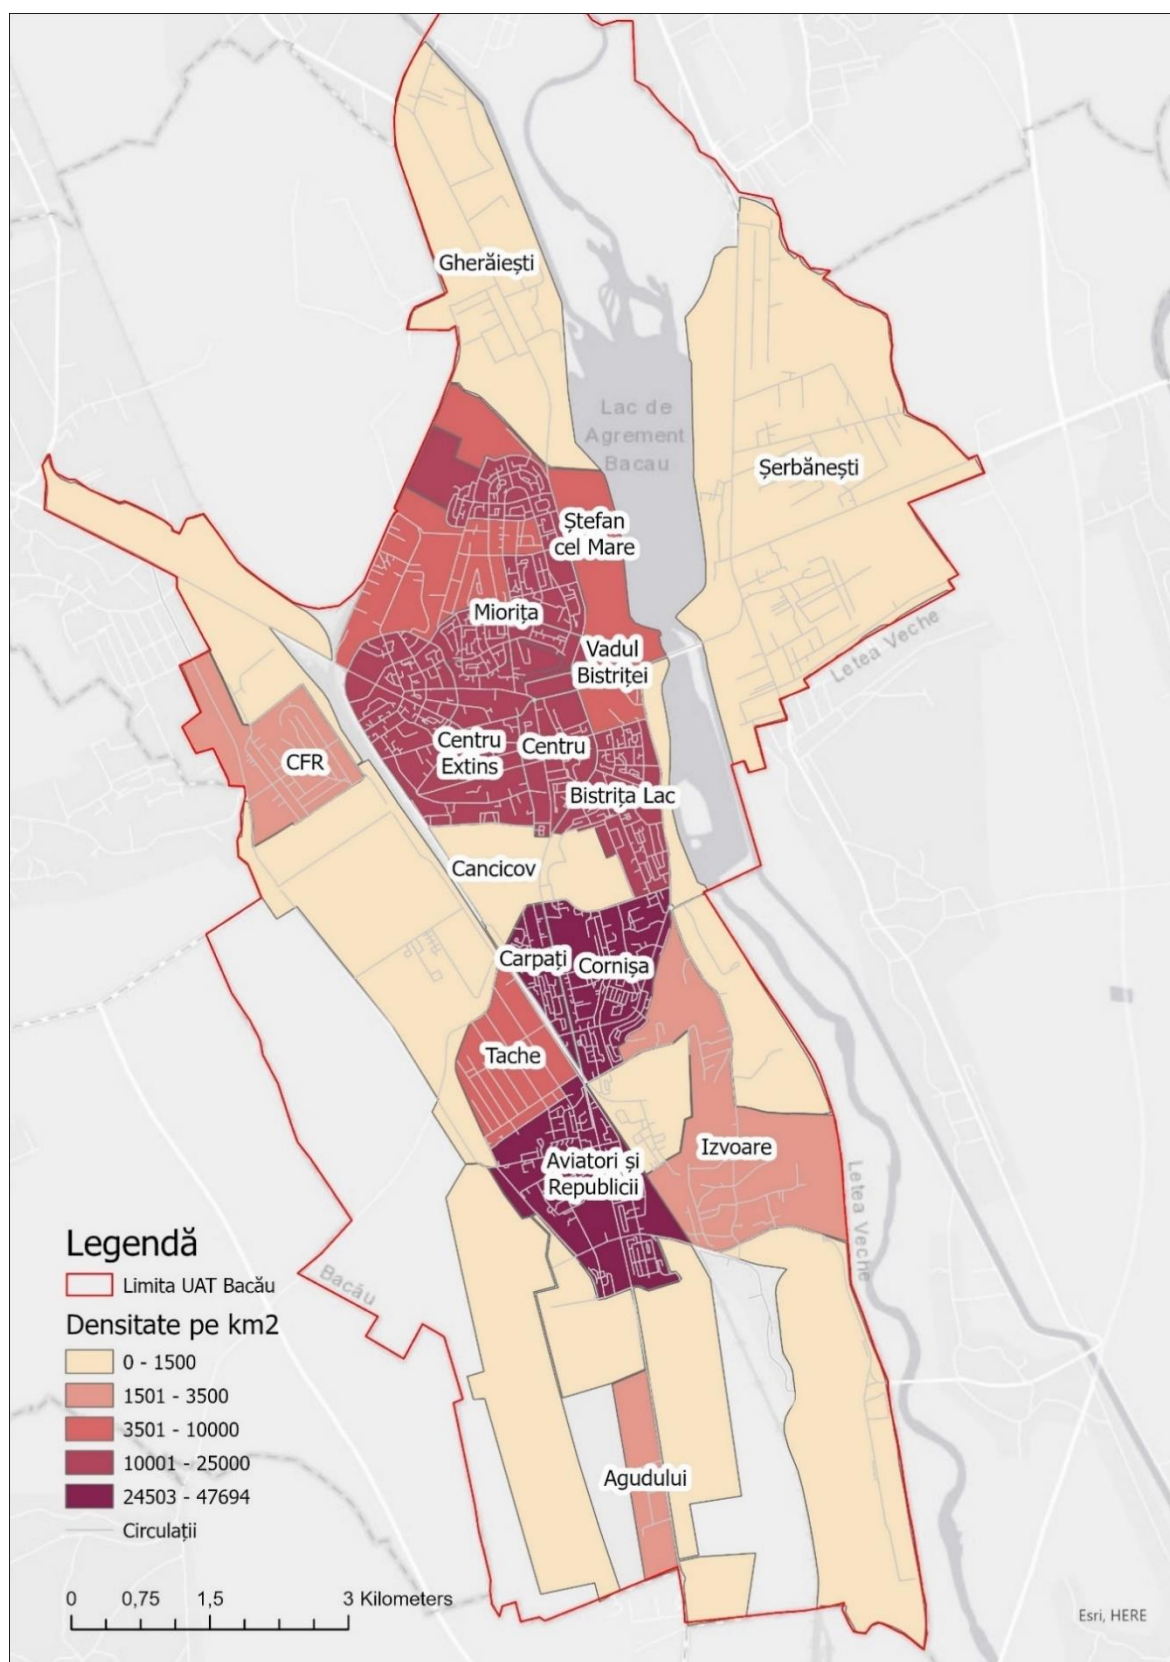 Gherăiești
Lac de
Agrement
Bacau
Șerbănești
Ștefan
cel Mare
Miorița
Vadul
Bistriței
Letea Veche
Centru
Extins
Centru
CFR
Bistrița Lac
Cancicov
Carpați
Cornișa
Tache
Izvoare
Aviatori și
Republicii
Letea Veche
Bacău
Agudului
Legendă
Limita UAT Bacău
Densitate pe km2
0 - 1500
1501 - 3500
3501 - 10000
10001 - 25000
24503 - 47694
Circulații
0 0,75 1,5 3 Kilometers
Esri, HERE